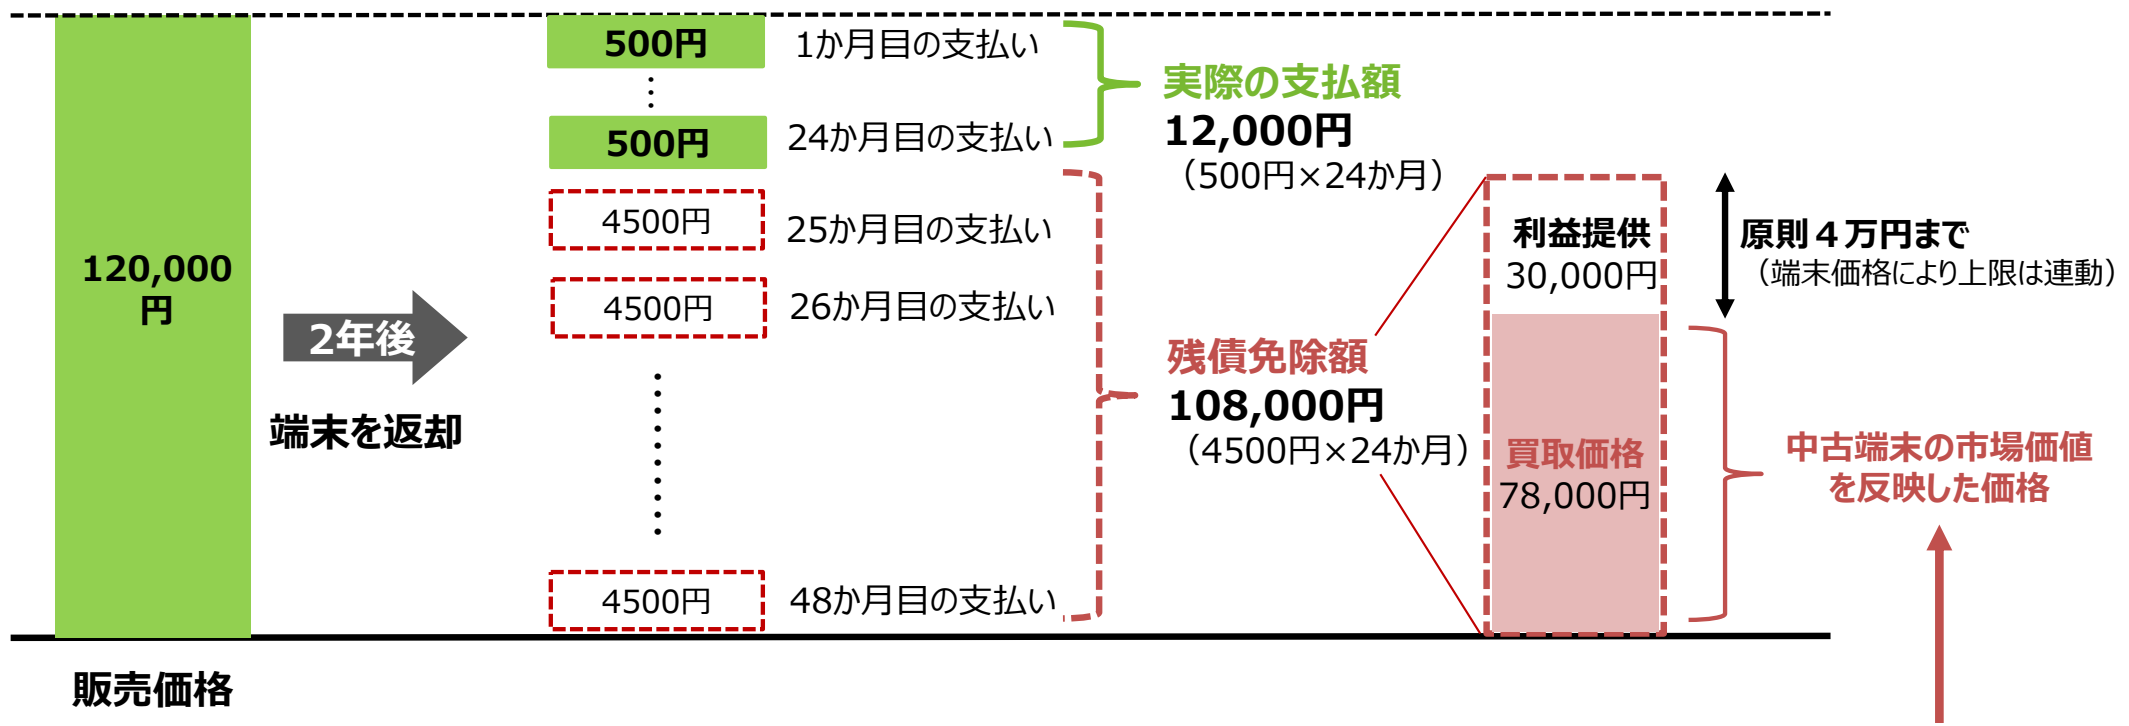 120,000
円
販売価格
2年後
端末を返却
500円
1か月目の支払い
500円
24か月目の支払い
4500円
25か月目の支払い
4500円
26か月目の支払い
4500円
48か月目の支払い
実際の支払額
12,000円
（500円×24か月）
残債免除額
108,000円
（4500円×24か月）
利益提供
30,000円
買取価格
78,000円
原則４万円まで
（端末価格により上限は連動）
中古端末の市場価値
を反映した価格